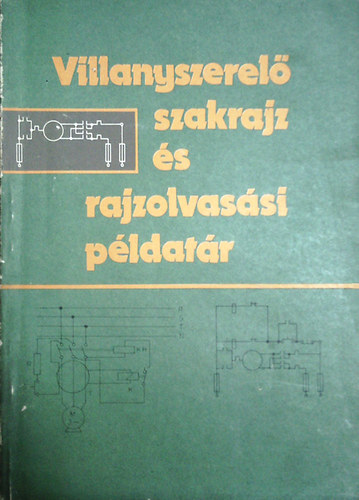 Villanyszerelő
szakrajz
és
rajzolvasási
példatár